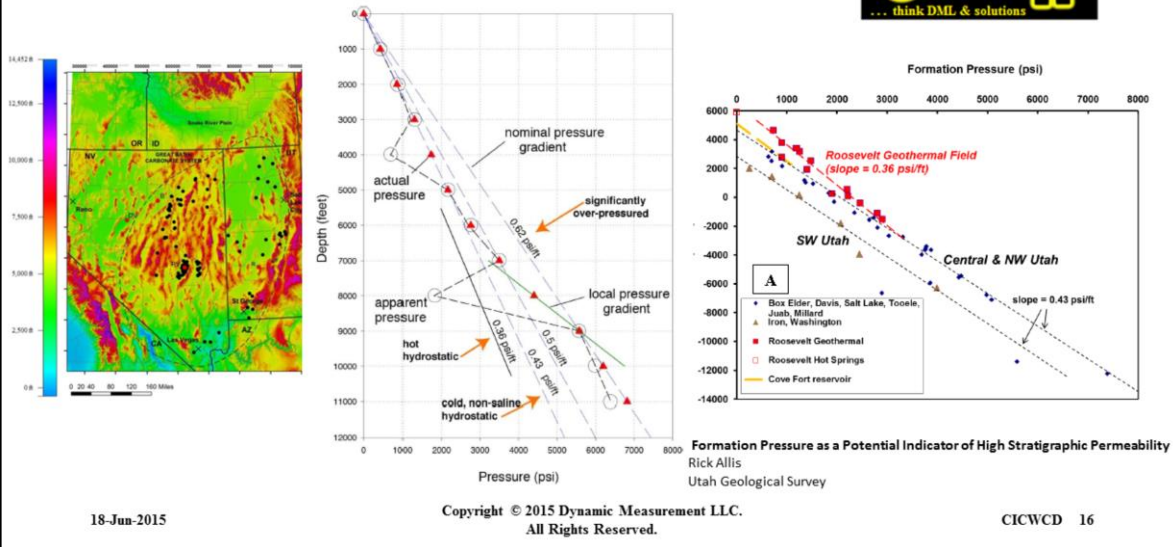 ... think DML & solutions
14,452 ft
12,500 ft
10,000 ft
7,500 ft
5,000 ft
2,500 ft
0 ft
Snake River Plain
OR
ID
NV
GREAT BASIN
CARBONATE SYSTEM
UT
Reno
St George
AZ
CA
Las Vegas
0 20 40 80 120 160 Miles
0
1000
2000
3000
4000
5000
6000
7000
8000
9000
10000
11000
12000
Depth (feet)
nominal pressure
gradient
actual
pressure
significantly
over-pressured
0.62 psi/ft
apparent
pressure
local pressure
gradient
hot
hydrostatic
0.36 psi/ft
0.43 psi/ft
0.5 psi/ft
cold, non-saline
hydrostatic
0 1000 2000 3000 4000 5000 6000 7000 8000
Pressure (psi)
Formation Pressure (psi)
0 1000 2000 3000 4000 5000 6000 7000 8000
6000
4000
2000
0
-2000
-4000
-6000
-8000
-10000
-12000
-14000
Roosevelt Geothermal Field
(slope = 0.36 psi/ft)
SW Utah
Central & NW Utah
slope = 0.43 psi/ft
A
Box Elder, Davis, Salt Lake, Tooele,
Juab, Millard
Iron, Washington
Roosevelt Geothermal
Roosevelt Hot Springs
Cove Fort reservoir
Formation Pressure as a Potential Indicator of High Stratigraphic Permeability
Rick Allis
Utah Geological Survey
18-Jun-2015
Copyright © 2015 Dynamic Measurement LLC.
All Rights Reserved.
CICWCD 16